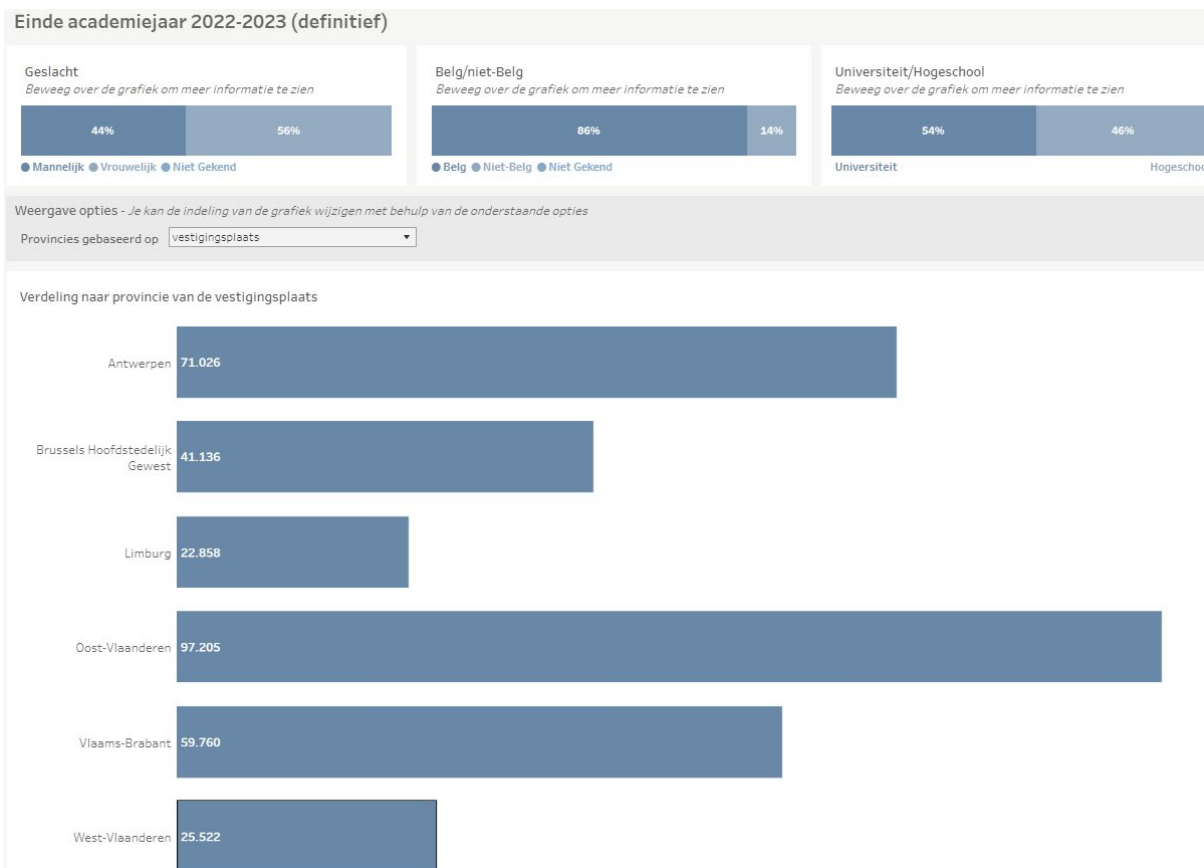 Einde academiejaar 2022-2023 (definitief)
Geslacht
Beweeg over de grafiek om meer informatie te zien
44% 56%
Mannelijk Vrouwelijk Niet Gekend
Belg/niet-Belg
Beweeg over de grafiek om meer informatie te zien
86% 14%
Belg Niet-Belg Niet Gekend
Universiteit/Hogeschool
Beweeg over de grafiek om meer informatie te zien
54% 46%
Universiteit Hogeschoo
Weergave opties - Je kan de indeling van de grafiek wijzigen met behulp van de onderstaande opties
Provincies gebaseerd op vestigingsplaats
Verdeling naar provincie van de vestigingsplaats
Antwerpen 71.026
Brussels Hoofdstedelijk
Gewest 41.136
Limburg 22.858
Oost-Vlaanderen 97.205
Vlaams-Brabant 59.760
West-Vlaanderen 25.522